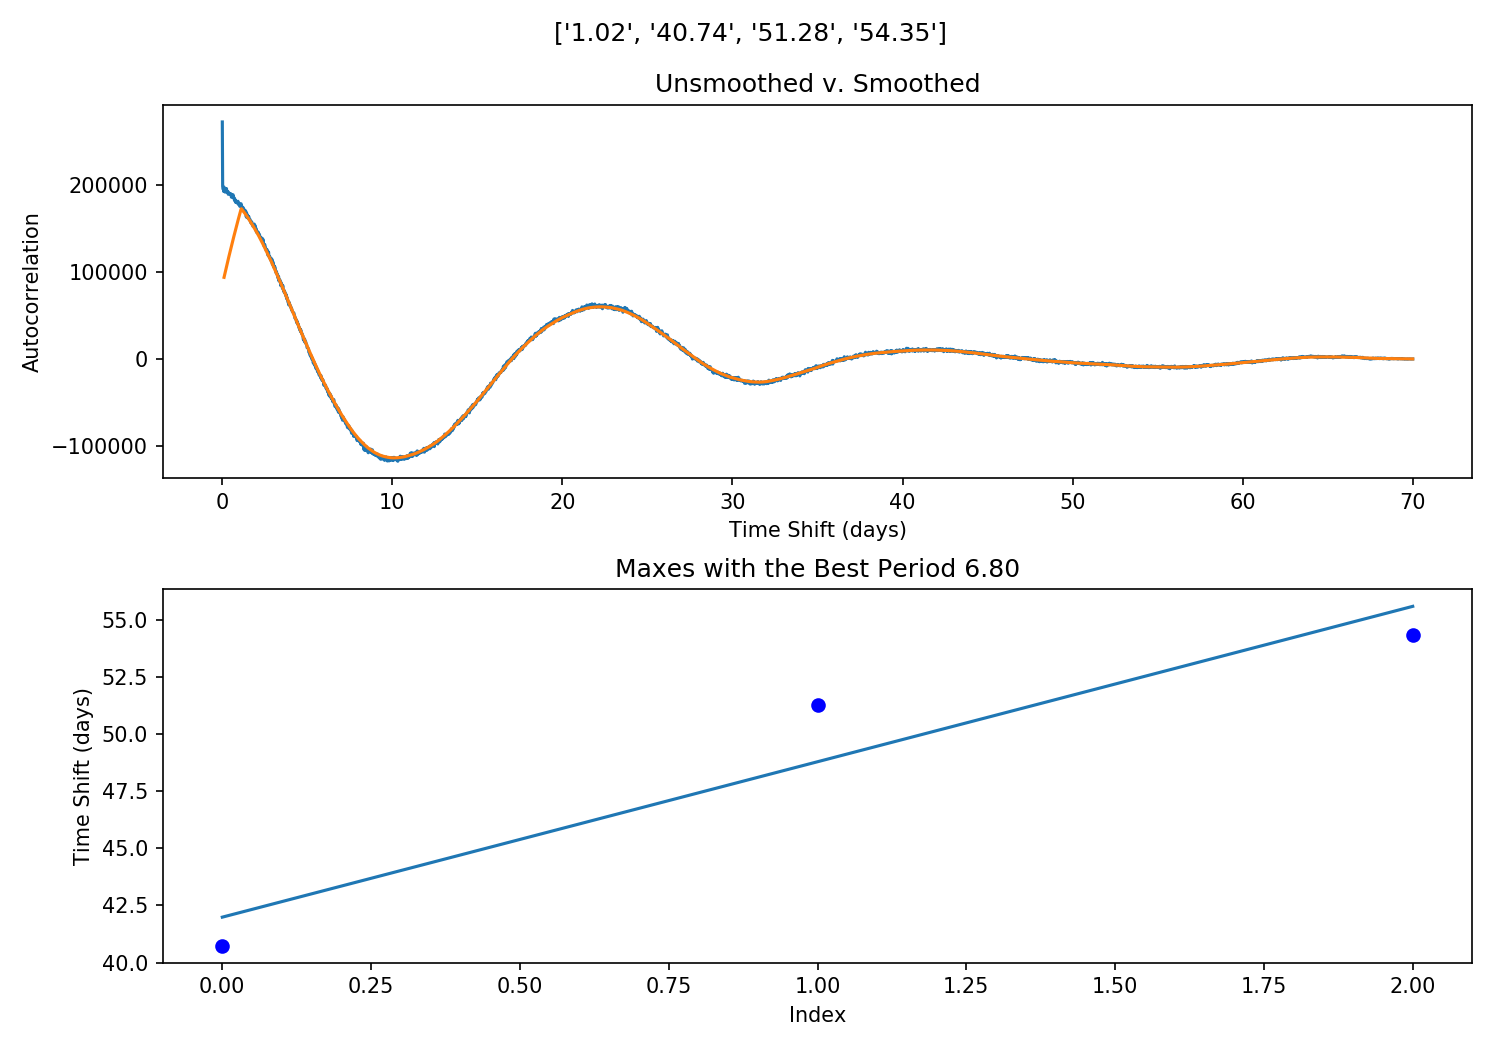 ['1.02', '40.74', '51.28', '54.35']
Unsmoothed v. Smoothed
Autocorrelation
200000
100000
0
−100000
0 10 20 30 40 50 60 70
Time Shift (days)
Maxes with the Best Period 6.80
Time Shift (days)
55.0
52.5
50.0
47.5
45.0
42.5
40.0
0.00 0.25 0.50 0.75 1.00 1.25 1.50 1.75 2.00
Index